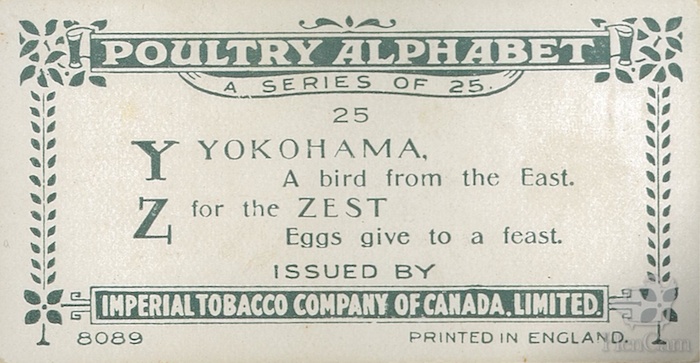 POULTRY ALPHABET
A SERIES OF 25.
25
Y YOKOHAMA,
A bird from the East.
Z for the ZEST
Eggs give to a feast.
ISSUED BY
IMPERIAL TOBACCO COMPANY OF CANADA, LIMITED.
8089 PRINTED IN ENGLAND.